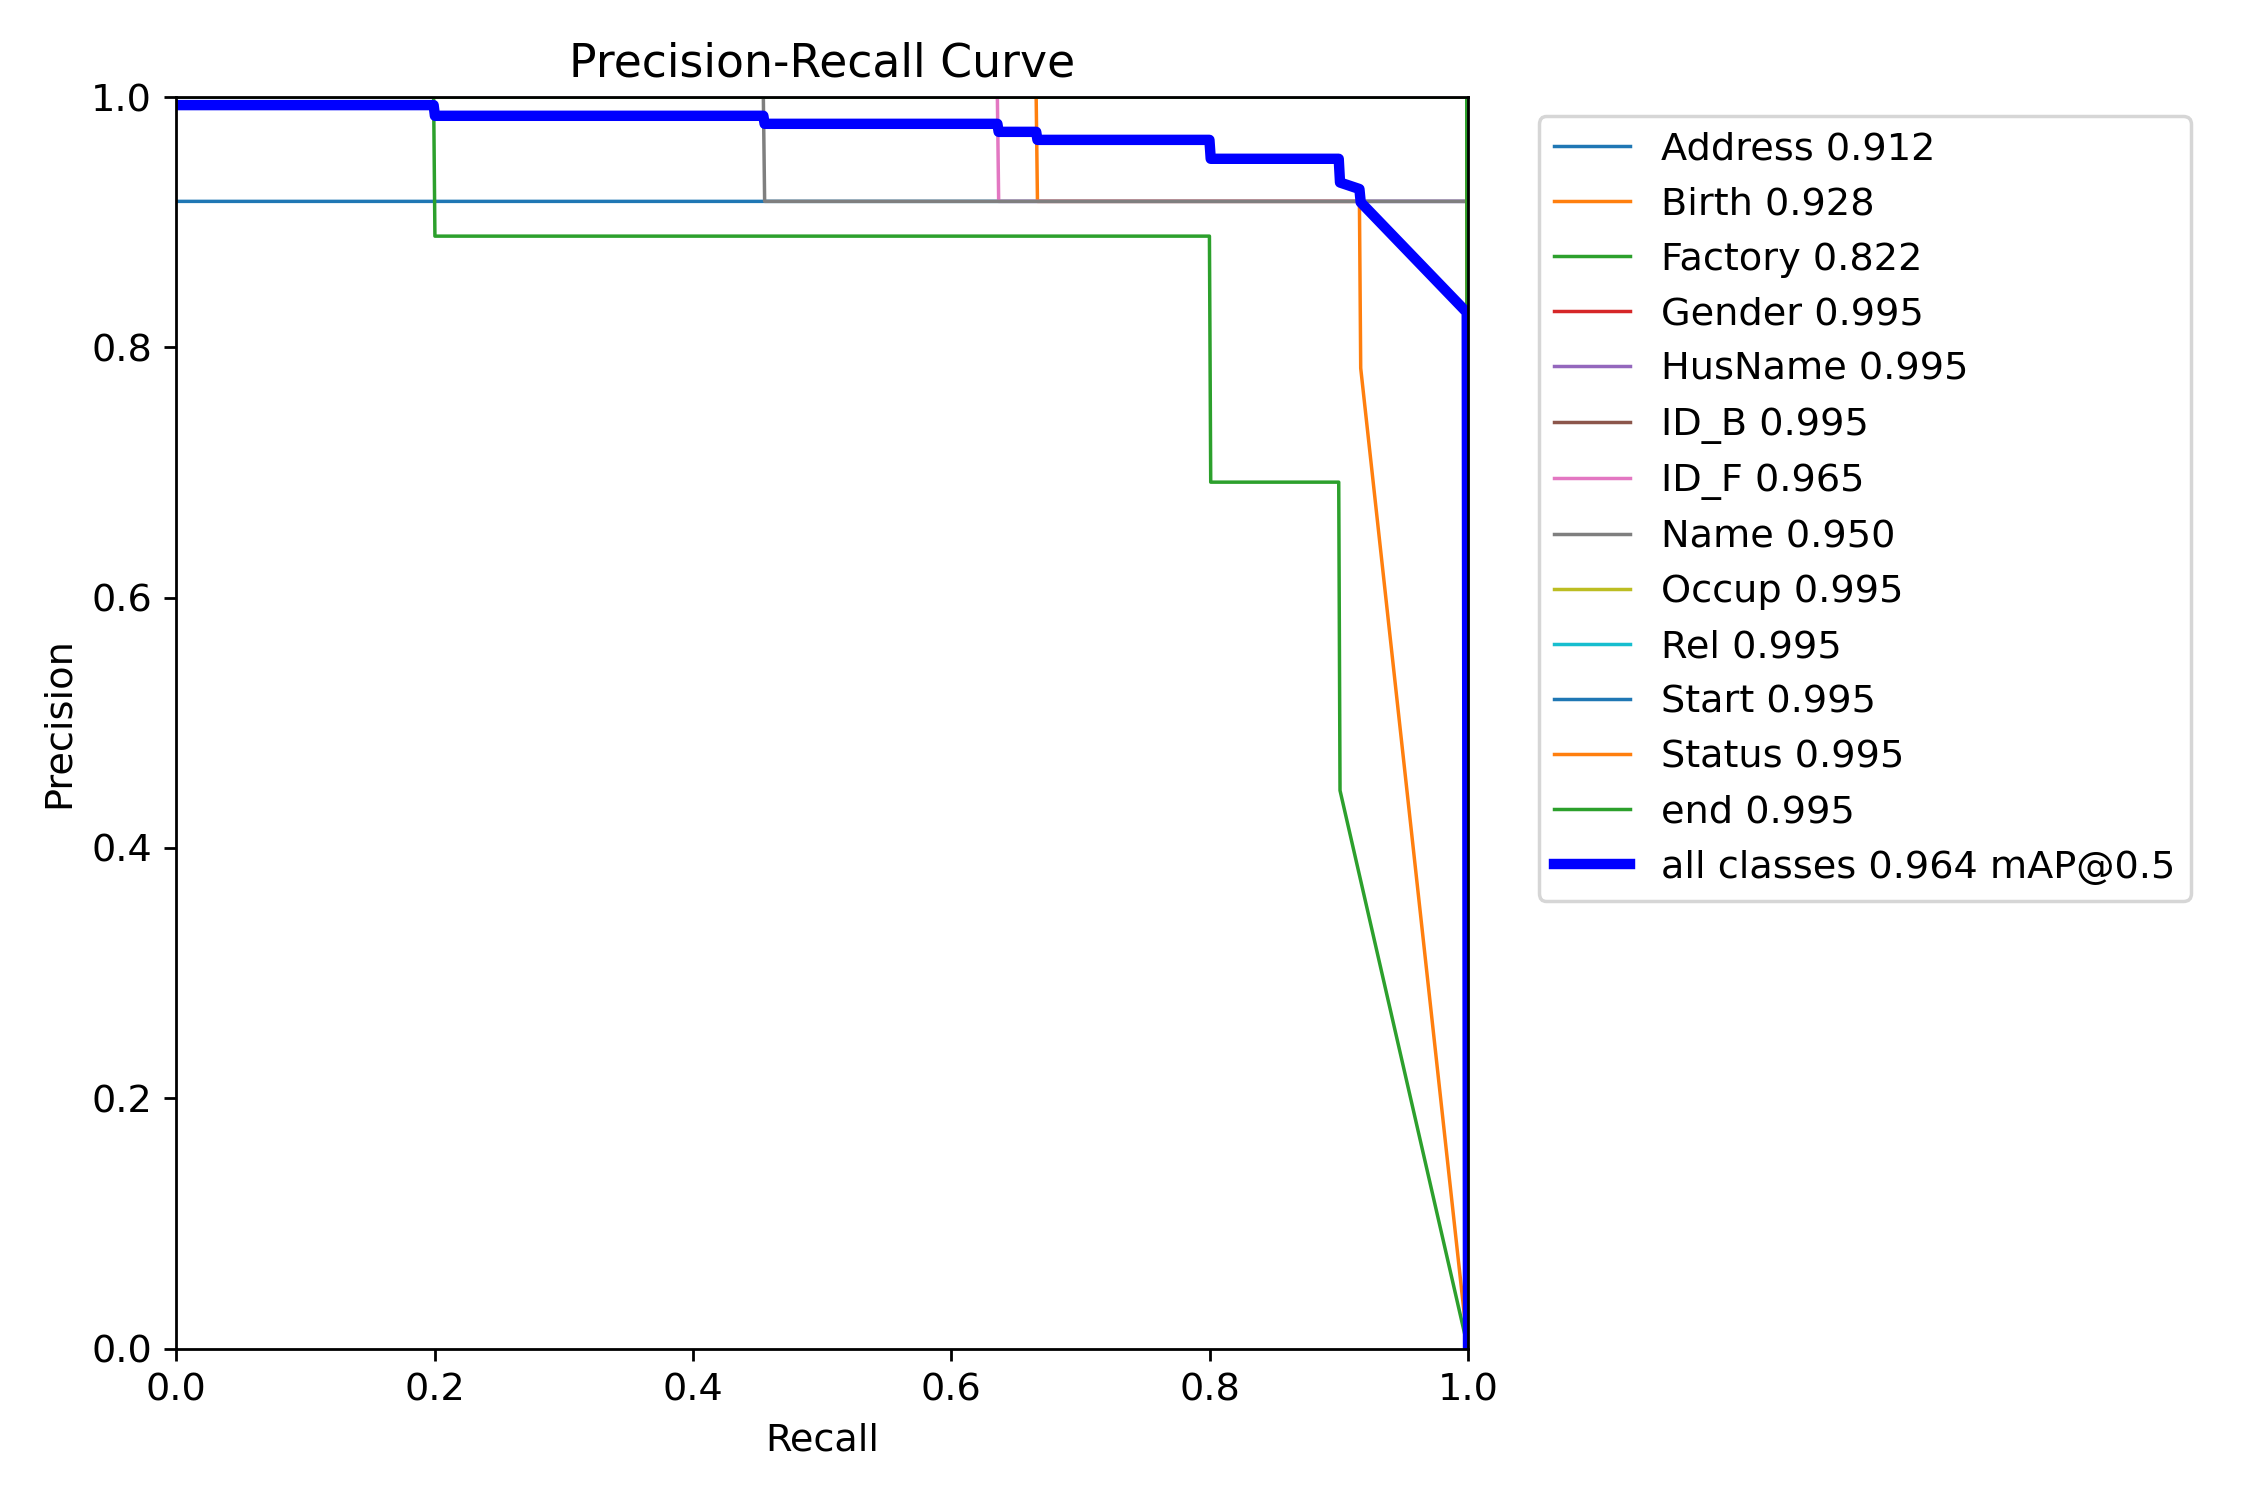 Precision-Recall Curve
1.0
0.8
0.6
0.4
0.2
0.0
Precision
0.0 0.2 0.4 0.6 0.8 1.0
Recall
Address 0.912
Birth 0.928
Factory 0.822
Gender 0.995
HusName 0.995
ID_B 0.995
ID_F 0.965
Name 0.950
Occup 0.995
Rel 0.995
Start 0.995
Status 0.995
end 0.995
all classes 0.964 mAP@0.5